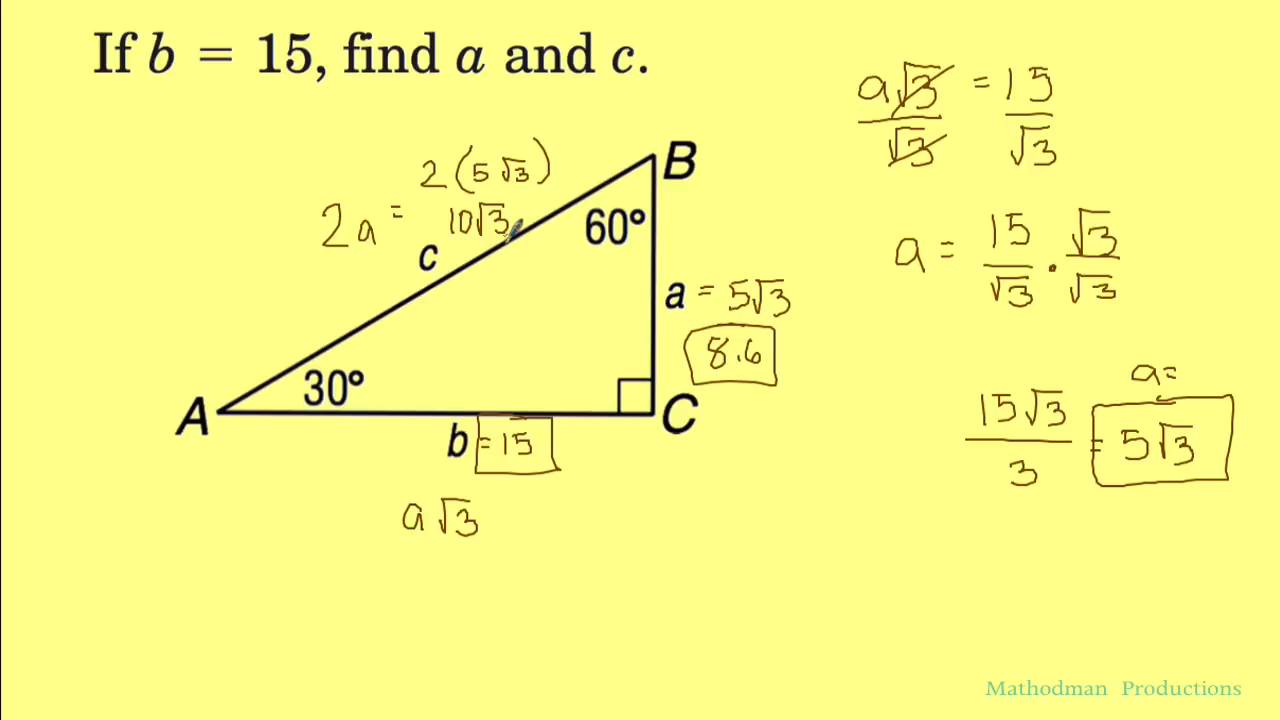 If b = 15, find a and c.
a√3 = 15
√3 √3
2(5√3)
2a = 10√3
c
B
60°
a = 5√3
8.6
a = 15 · √3
√3 √3
A
30°
C
b = 15
a√3
a=
15√3 = 5√3
3
Mathodman Productions